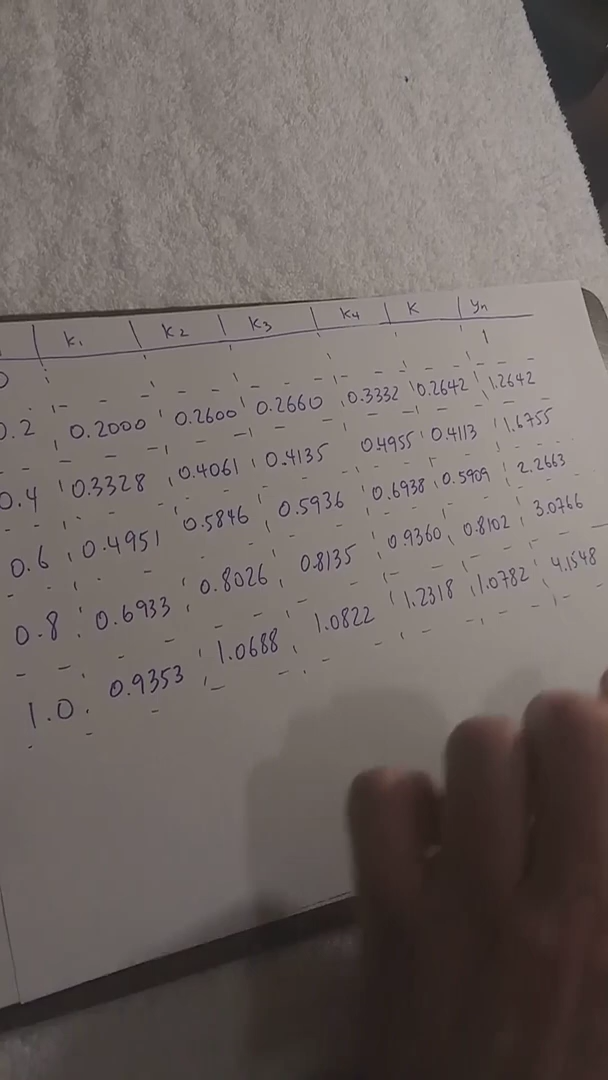 k₁ k₂ k₃ k₄ K yₙ
0 1
0.2 0.2000 0.2600 0.2660 0.3332 0.2642 1.2642
0.4 0.3328 0.4061 0.4135 0.4955 0.4113 1.6755
0.6 0.4951 0.5846 0.5936 0.6938 0.5909 2.2663
0.8 0.6933 0.8026 0.8135 0.9360 0.8102 3.0766
1.0 0.9353 1.0688 1.0822 1.2318 1.0782 4.1548